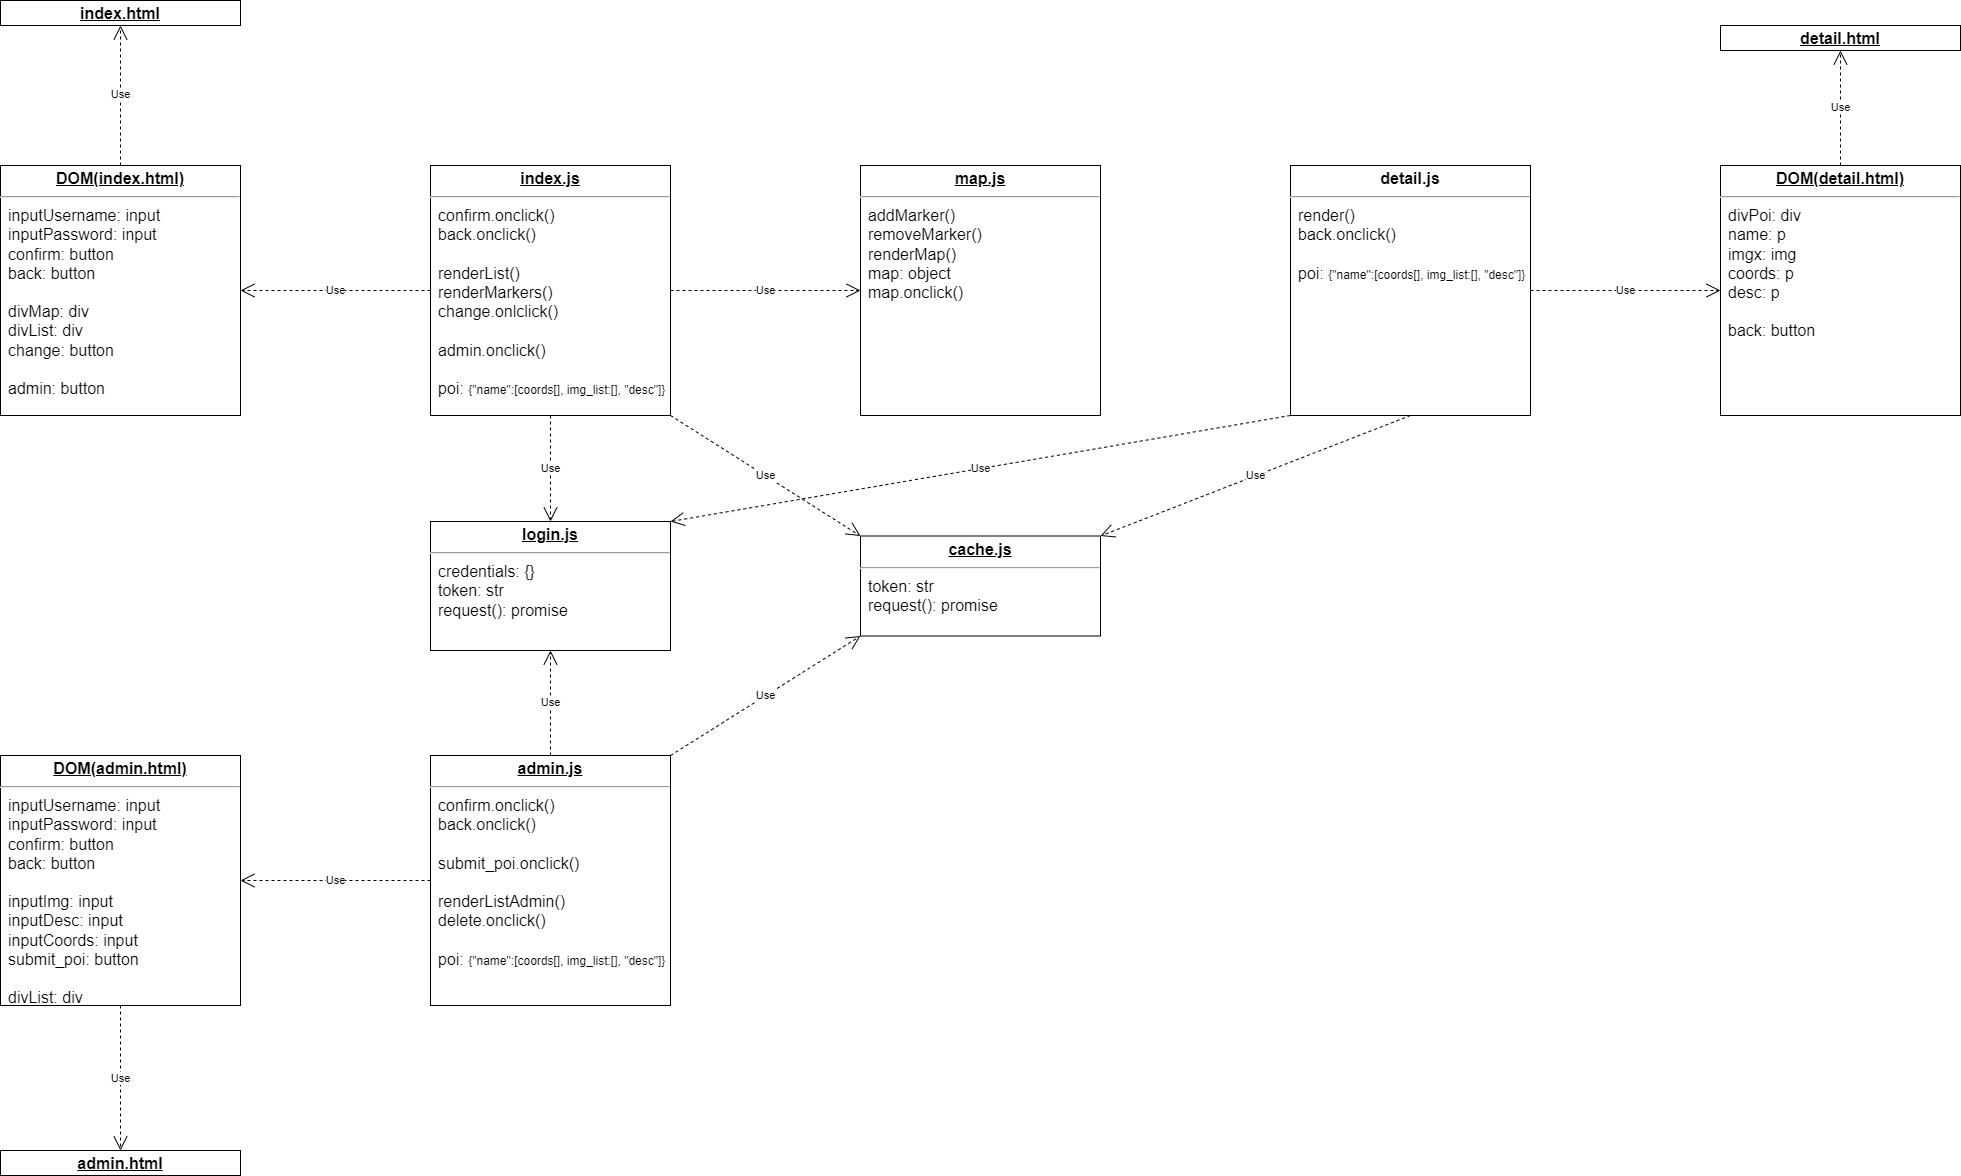 index.html
detail.html
Use
Use
DOM(index.html)
inputUsername: input
inputPassword: input
confirm: button
back: button
divMap: div
divList: div
change: button
admin: button
Use
index.js
confirm.onclick()
back.onclick()
renderList()
renderMarkers()
change.onlclick()
admin.onclick()
poi: {"name":[coords[], img_list:[], "desc"]}
Use
map.js
addMarker()
removeMarker()
renderMap()
map: object
map.onclick()
detail.js
render()
back.onclick()
poi: {"name":[coords[], img_list:[], "desc"]}
Use
DOM(detail.html)
divPoi: div
name: p
imgx: img
coords: p
desc: p
back: button
Use
Use
Use
Use
login.js
credentials: {}
token: str
request(): promise
cache.js
token: str
request(): promise
Use
Use
DOM(admin.html)
inputUsername: input
inputPassword: input
confirm: button
back: button
inputImg: input
inputDesc: input
inputCoords: input
submit_poi: button
divList: div
Use
admin.js
confirm.onclick()
back.onclick()
submit_poi.onclick()
renderListAdmin()
delete.onclick()
poi: {"name":[coords[], img_list:[], "desc"]}
Use
admin.html